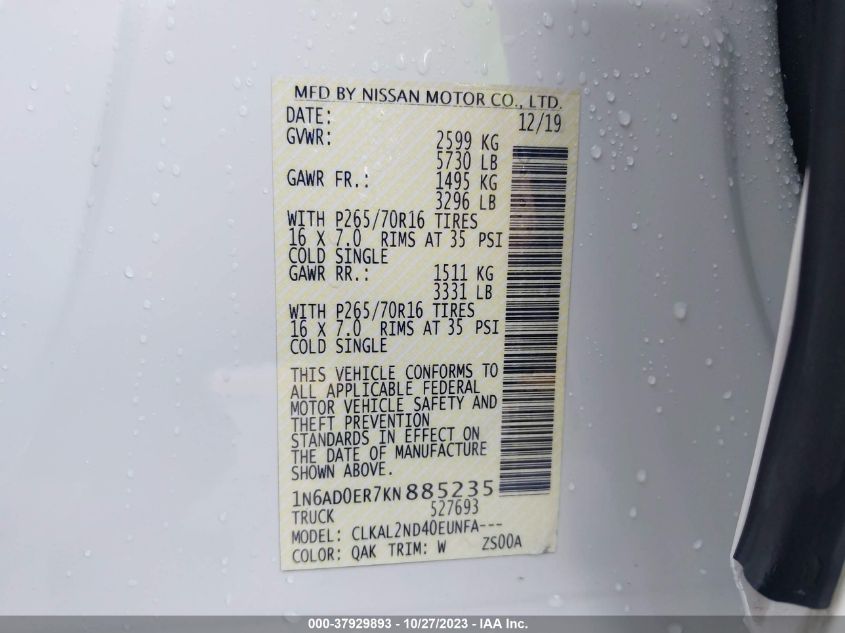 MFD BY NISSAN MOTOR CO., LTD.
DATE: 12/19
GVWR: 2599 KG
5730 LB
GAWR FR.: 1495 KG
3296 LB
WITH P265/70R16 TIRES
16 X 7.0 RIMS AT 35 PSI
COLD SINGLE
GAWR RR.: 1511 KG
3331 LB
WITH P265/70R16 TIRES
16 X 7.0 RIMS AT 35 PSI
COLD SINGLE
THIS VEHICLE CONFORMS TO
ALL APPLICABLE FEDERAL
MOTOR VEHICLE SAFETY AND
THEFT PREVENTION
STANDARDS IN EFFECT ON
THE DATE OF MANUFACTURE
SHOWN ABOVE.
1N6AD0ER7KN885235
TRUCK 527693
MODEL: CLKAL2ND40EUNFA---
COLOR: QAK TRIM: W ZS00A
000-37929893 - 10/27/2023 - IAA Inc.